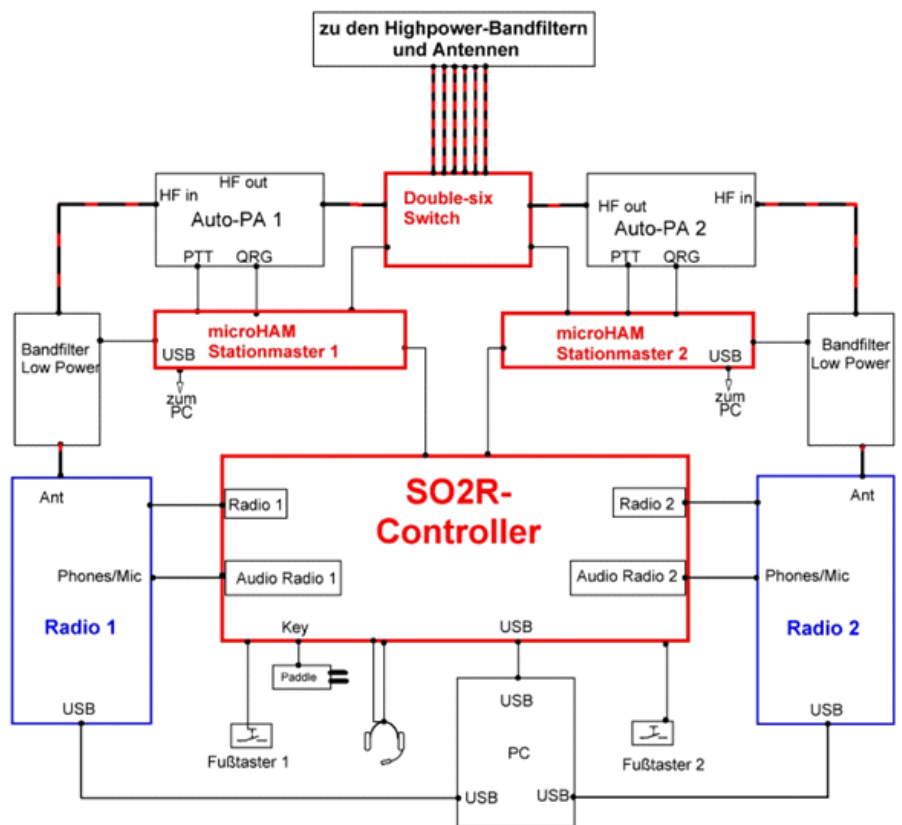 zu den Highpower-Bandfiltern
und Antennen
HF in
HF out
Auto-PA 1
PTT
QRG
Double-six
Switch
HF out
HF in
Auto-PA 2
PTT
QRG
Bandfilter
Low Power
microHAM
Stationmaster 1
USB
zum
PC
microHAM
Stationmaster 2
USB
zum
PC
Bandfilter
Low Power
Ant
Phones/Mic
Radio 1
USB
SO2R-
Controller
Radio 1
Audio Radio 1
Radio 2
Audio Radio 2
Key
USB
Ant
Phones/Mic
Radio 2
USB
Paddle
Fußtaster 1
USB
PC
USB
USB
Fußtaster 2